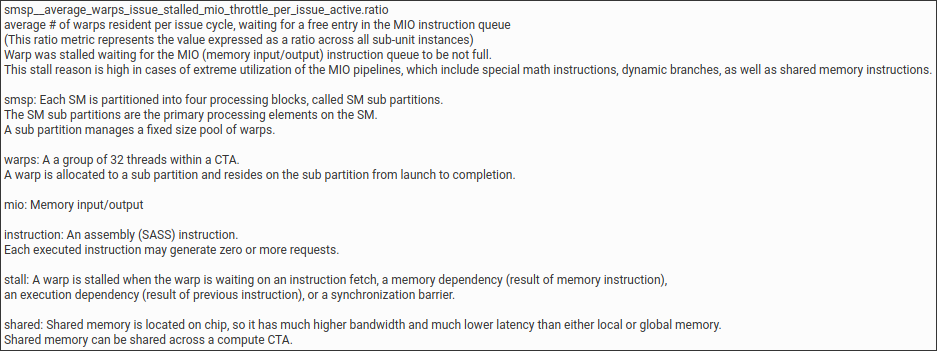 smsp__average_warps_issue_stalled_mio_throttle_per_issue_active.ratio
average # of warps resident per issue cycle, waiting for a free entry in the MIO instruction queue
(This ratio metric represents the value expressed as a ratio across all sub-unit instances)
Warp was stalled waiting for the MIO (memory input/output) instruction queue to be not full.
This stall reason is high in cases of extreme utilization of the MIO pipelines, which include special math instructions, dynamic branches, as well as shared memory instructions.
smsp: Each SM is partitioned into four processing blocks, called SM sub partitions.
The SM sub partitions are the primary processing elements on the SM.
A sub partition manages a fixed size pool of warps.
warps: A a group of 32 threads within a CTA.
A warp is allocated to a sub partition and resides on the sub partition from launch to completion.
mio: Memory input/output
instruction: An assembly (SASS) instruction.
Each executed instruction may generate zero or more requests.
stall: A warp is stalled when the warp is waiting on an instruction fetch, a memory dependency (result of memory instruction),
an execution dependency (result of previous instruction), or a synchronization barrier.
shared: Shared memory is located on chip, so it has much higher bandwidth and much lower latency than either local or global memory.
Shared memory can be shared across a compute CTA.